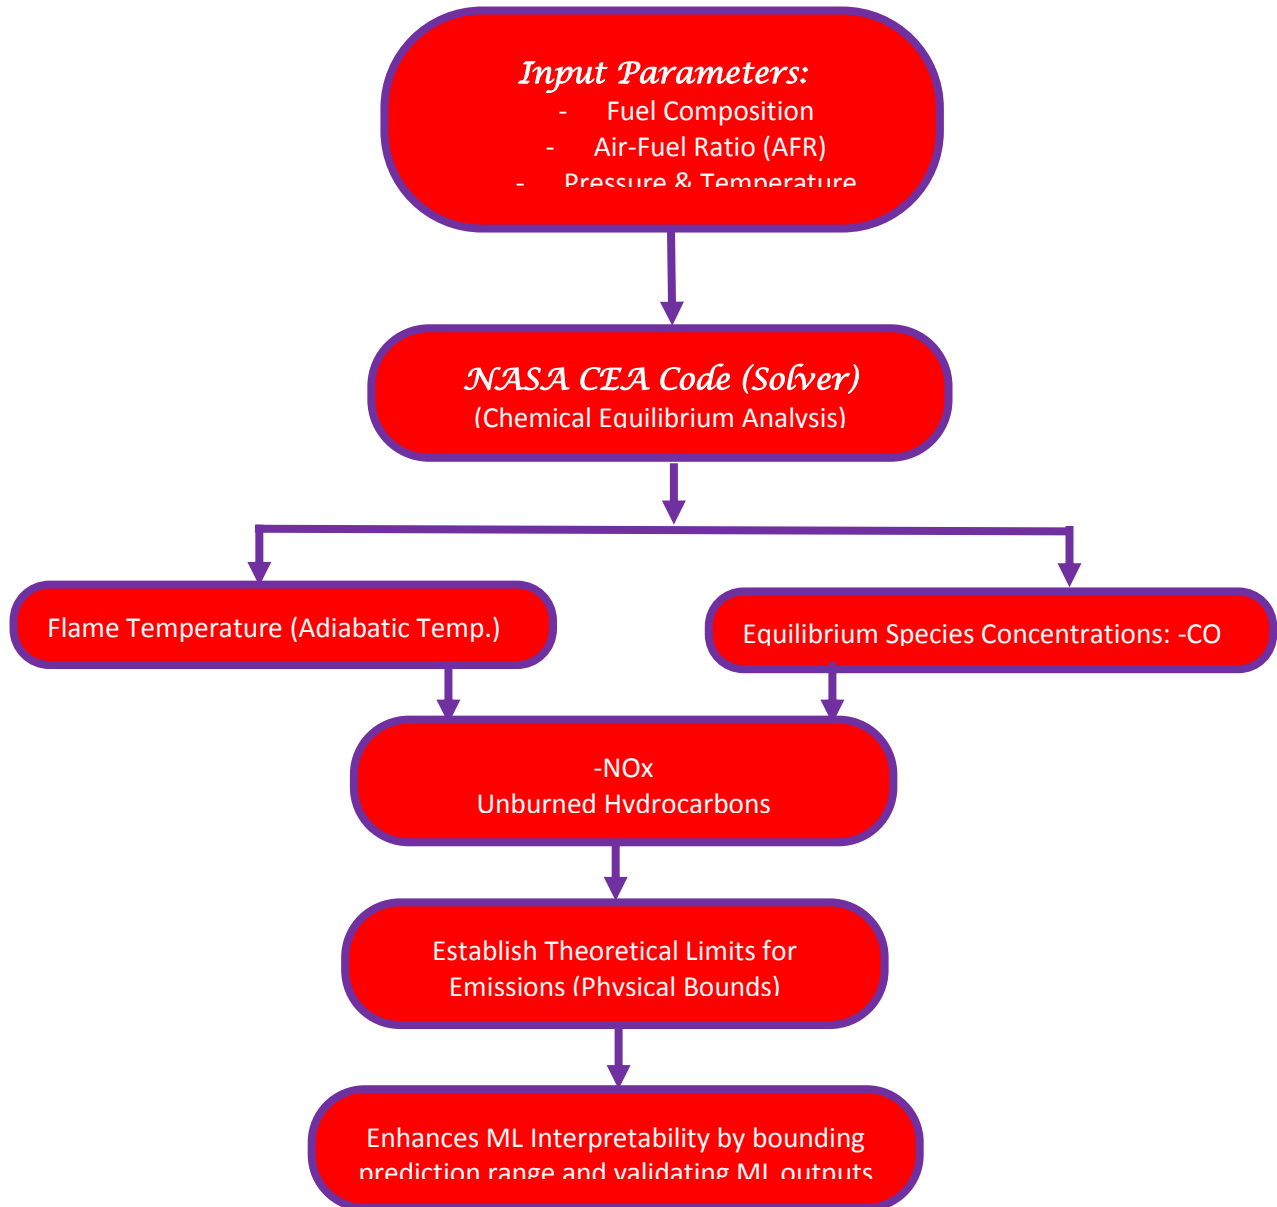 Input Parameters:
- Fuel Composition
- Air-Fuel Ratio (AFR)
- Pressure & Temperature
NASA CEA Code (Solver)
(Chemical Equilibrium Analysis)
Flame Temperature (Adiabatic Temp.)
Equilibrium Species Concentrations: -CO
-NOx
Unburned Hydrocarbons
Establish Theoretical Limits for
Emissions (Physical Bounds)
Enhances ML Interpretability by bounding
prediction range and validating ML outputs